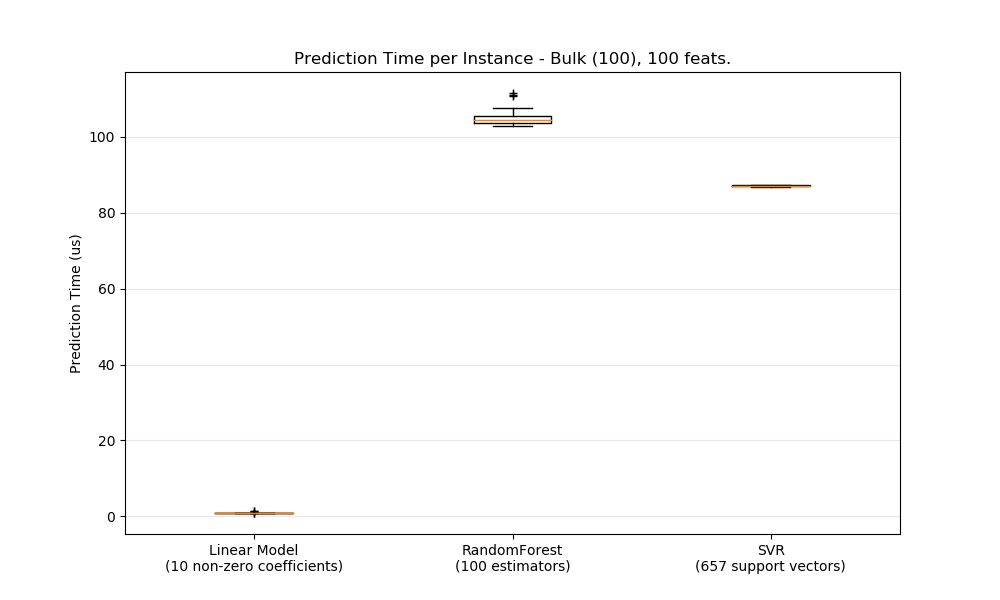 Prediction Time per Instance - Bulk (100), 100 feats.
Prediction Time (us)
100
80
60
40
20
0
Linear Model
(10 non-zero coefficients)
RandomForest
(100 estimators)
SVR
(657 support vectors)